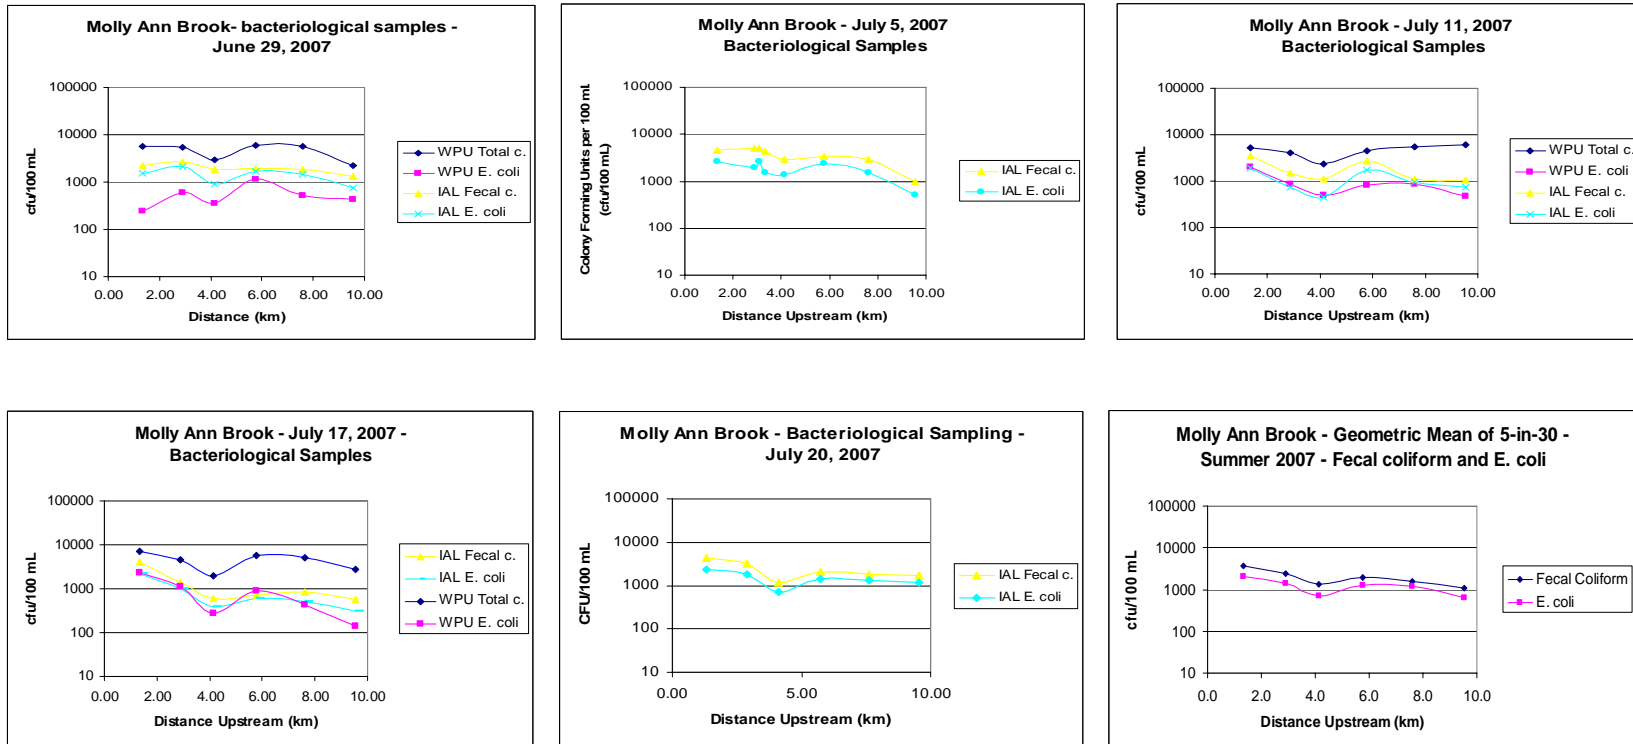 Molly Ann Brook- bacteriological samples -
June 29, 2007
100000
10000
1000
100
10
cfu/100 mL
0.00 2.00 4.00 6.00 8.00 10.00
Distance (km)
WPU Total c.
WPU E. coli
IAL Fecal c.
IAL E. coli
Molly Ann Brook - July 5, 2007
Bacteriological Samples
100000
10000
1000
100
10
Colony Forming Units per 100 mL
(cfu/100 mL)
0.00 2.00 4.00 6.00 8.00 10.00
Distance Upstream (km)
IAL Fecal c.
IAL E. coli
Molly Ann Brook - July 11, 2007
Bacteriological Samples
100000
10000
1000
100
10
cfu/100 mL
0.00 2.00 4.00 6.00 8.00 10.00
Distance Upstream (km)
WPU Total c.
WPU E. coli
IAL Fecal c.
IAL E. coli
Molly Ann Brook - July 17, 2007 -
Bacteriological Samples
100000
10000
1000
100
10
cfu/100 mL
0.00 2.00 4.00 6.00 8.00 10.00
Distance Upstream (km)
IAL Fecal c.
IAL E. coli
WPU Total c.
WPU E. coli
Molly Ann Brook - Bacteriological Sampling -
July 20, 2007
100000
10000
1000
100
10
CFU/100 mL
0.00 5.00 10.00
Distance Upstream (km)
IAL Fecal c.
IAL E. coli
Molly Ann Brook - Geometric Mean of 5-in-30 -
Summer 2007 - Fecal coliform and E. coli
100000
10000
1000
100
10
cfu/100 mL
0.0 2.0 4.0 6.0 8.0 10.0
Distance Upstream (km)
Fecal Coliform
E. coli